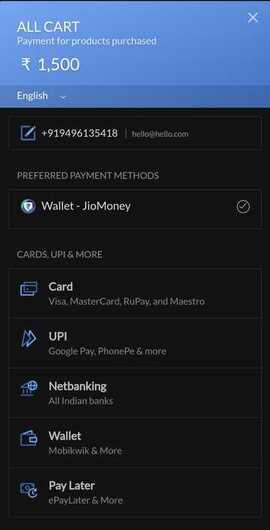 ALL CART
Payment for products purchased
₹ 1,500
English
+919496135418 | hello@hello.com
PREFERRED PAYMENT METHODS
Wallet - JioMoney
CARDS, UPI & MORE
Card
Visa, MasterCard, RuPay, and Maestro
UPI
Google Pay, PhonePe & more
Netbanking
All Indian banks
Wallet
Mobikwik & More
Pay Later
ePayLater & More